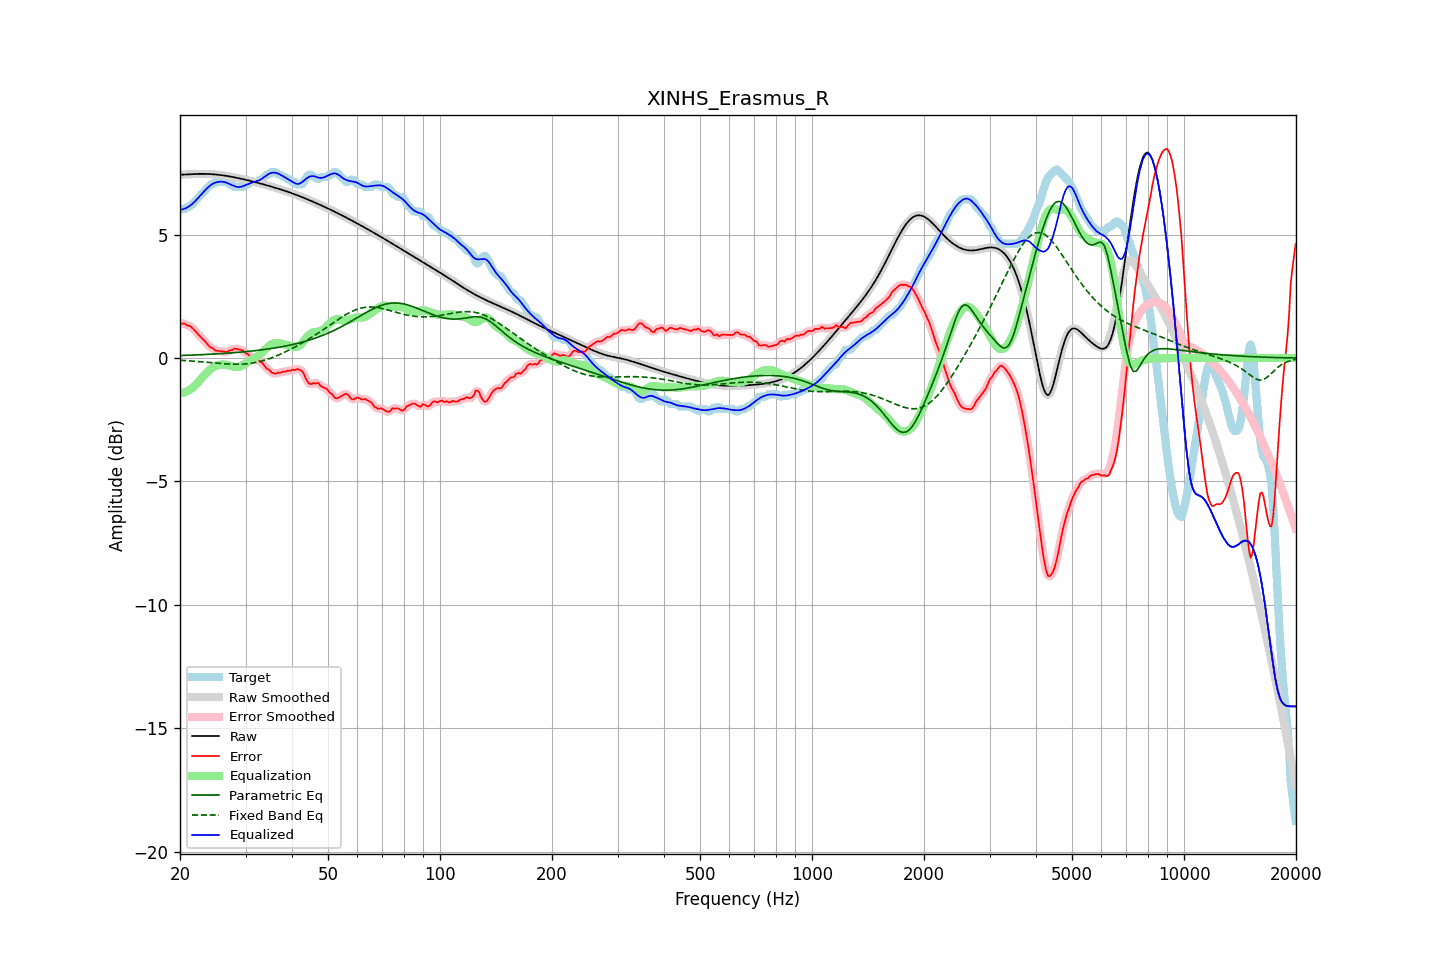 XINHS_Erasmus_R
Amplitude (dBr)
5
0
−5
−10
−15
−20
Target
Raw Smoothed
Error Smoothed
Raw
Error
Equalization
Parametric Eq
Fixed Band Eq
Equalized
20 50 100 200 500 1000 2000 5000 10000 20000
Frequency (Hz)